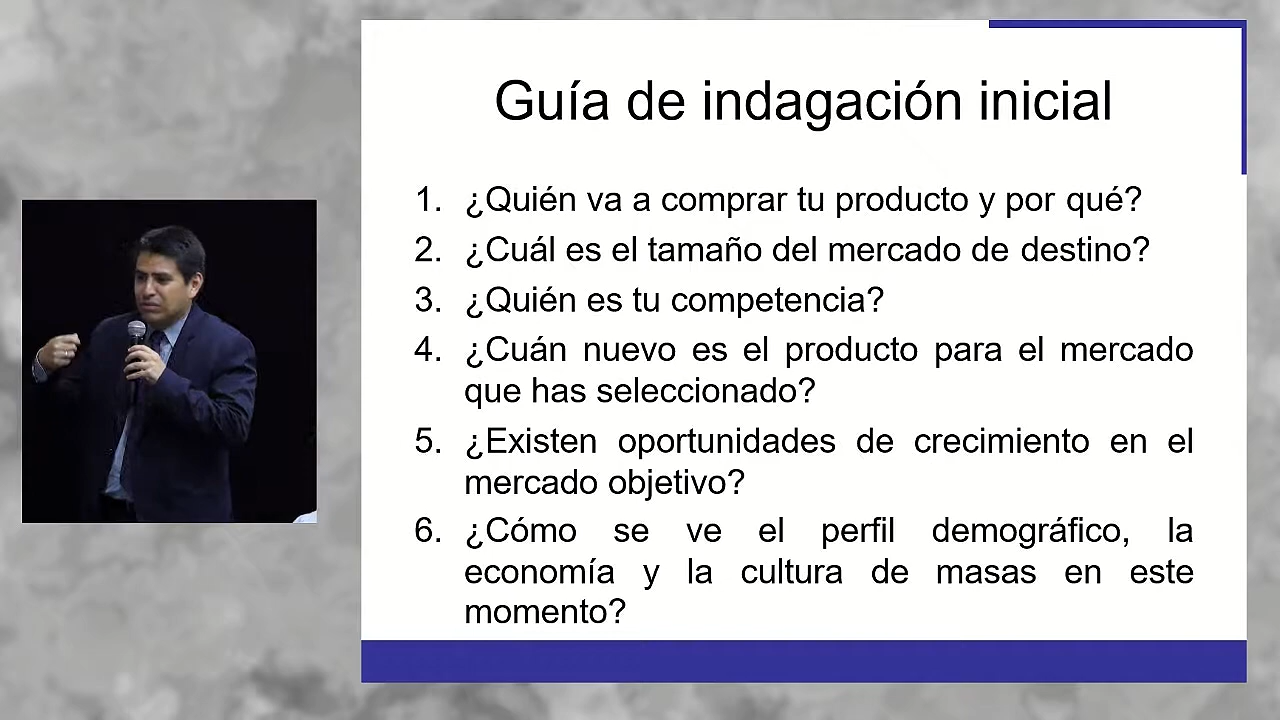 Guía de indagación inicial
1. ¿Quién va a comprar tu producto y por qué?
2. ¿Cuál es el tamaño del mercado de destino?
3. ¿Quién es tu competencia?
4. ¿Cuán nuevo es el producto para el mercado
que has seleccionado?
5. ¿Existen oportunidades de crecimiento en el
mercado objetivo?
6. ¿Cómo se ve el perfil demográfico, la
economía y la cultura de masas en este
momento?